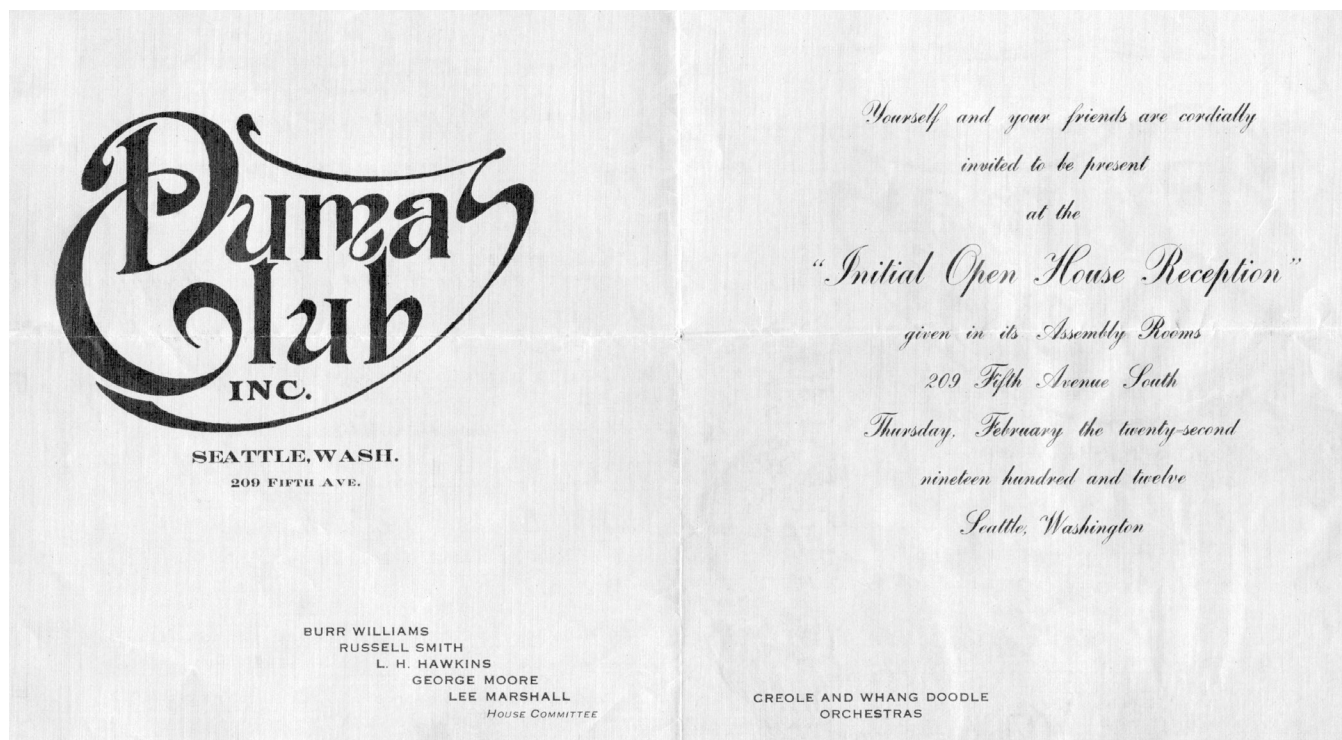 Dumas
Club
INC.
SEATTLE, WASH.
209 FIFTH AVE.
BURR WILLIAMS
RUSSELL SMITH
L. H. HAWKINS
GEORGE MOORE
LEE MARSHALL
HOUSE COMMITTEE
Yourself and your friends are cordially
invited to be present
at the
"Initial Open House Reception"
given in its Assembly Rooms
209 Fifth Avenue South
Thursday, February the twenty-second
nineteen hundred and twelve
Seattle, Washington
CREOLE AND WHANG DOODLE
ORCHESTRAS